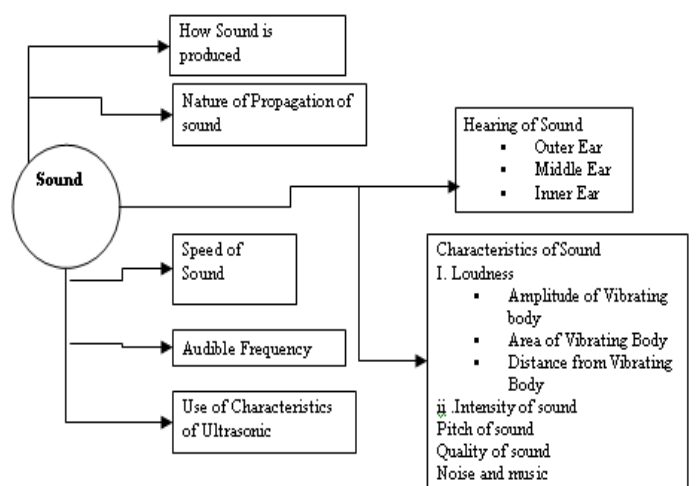 How Sound is
produced
Nature of Propagation of
sound
Sound
Hearing of Sound
▪ Outer Ear
▪ Middle Ear
▪ Inner Ear
Speed of
Sound
Audible Frequency
Use of Characteristics
of Ultrasonic
Characteristics of Sound
I. Loudness
▪ Amplitude of Vibrating
body
▪ Area of Vibrating Body
▪ Distance from Vibrating
Body
ii .Intensity of sound
Pitch of sound
Quality of sound
Noise and music